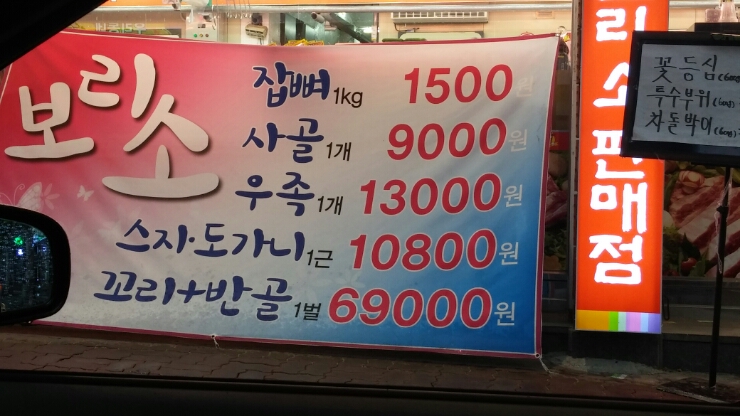 보리소
잡뼈 1kg 1500원
사골 1개 9000원
우족 1개 13000원
스지·도가니 1근 10800원
꼬리+반골 1벌 69000원
리소판매점
꽃등심 (600g)
특수부위 (600g)
차돌박이 (600g)